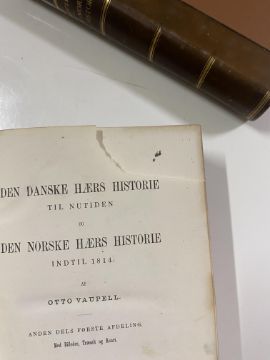 DEN DANSKE HÆRS HISTORIE
TIL NUTIDEN
OG
DEN NORSKE HÆRS HISTORIE
INDTIL 1814.
AF
OTTO VAUPELL.
ANDEN DELS FØRSTE AFDELING.
Med Billeder, Træsnit og Kaart.